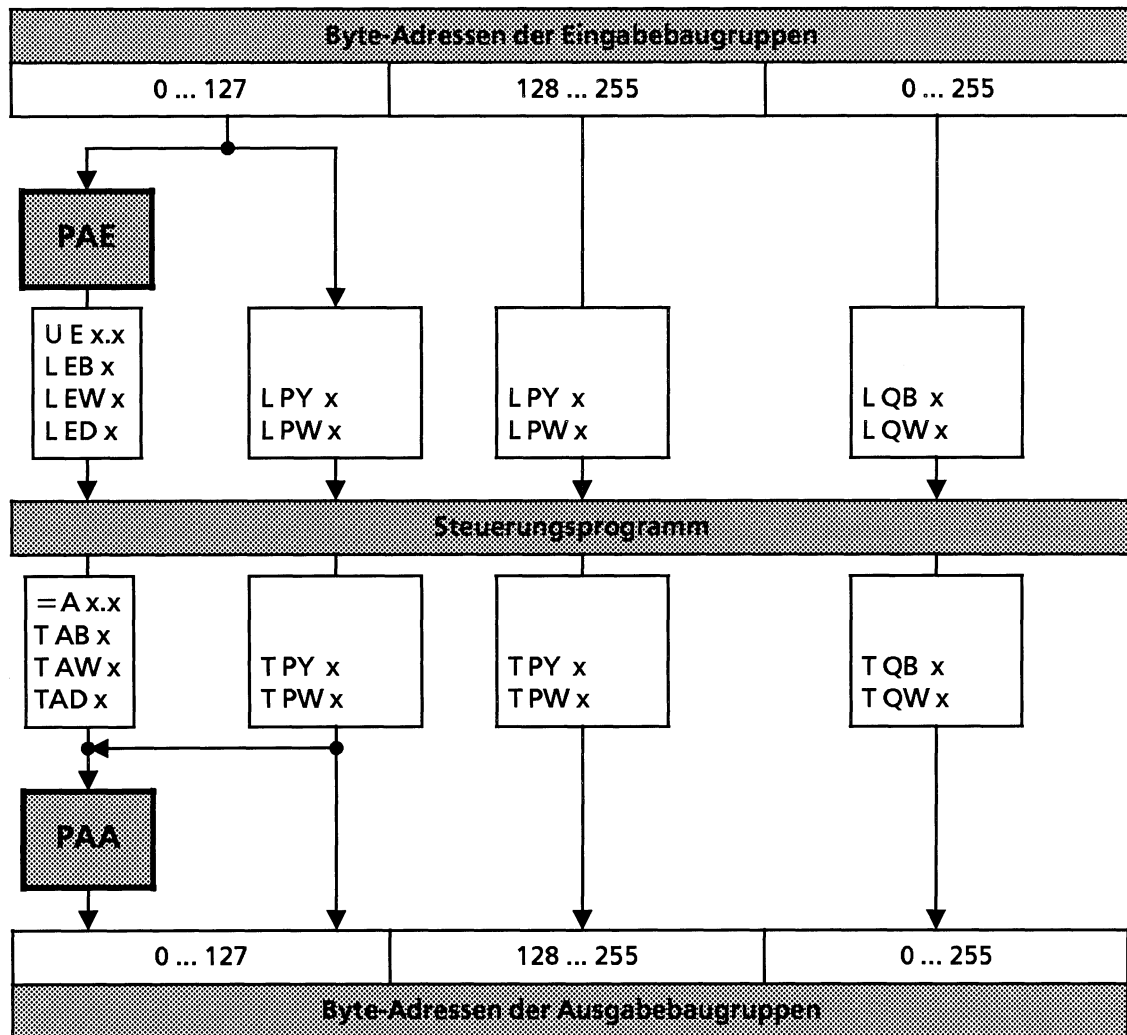 Byte-Adressen der Eingabebaugruppen
0 ... 127
128 ... 255
0 ... 255
PAE
U E x.x
L EB x
L EW x
L ED x
L PY x
L PW x
L PY x
L PW x
L QB x
L QW x
Steuerungsprogramm
= A x.x
T AB x
T AW x
TAD x
T PY x
T PW x
T PY x
T PW x
T QB x
T QW x
PAA
0 ... 127
128 ... 255
0 ... 255
Byte-Adressen der Ausgabebaugruppen